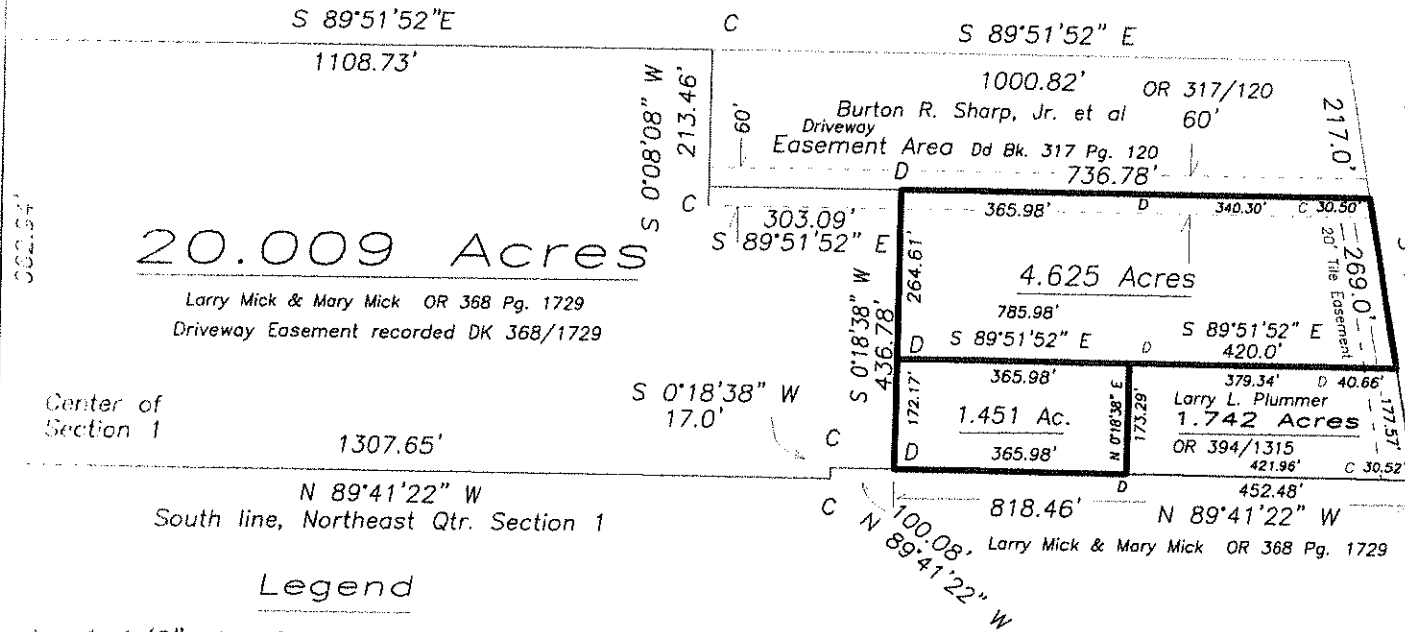 S 89°51'52"E
C
S 89°51'52" E
1108.73'
1000.82'
OR 317/120
S 0°08'08" W
213.46'
60'
Burton R. Sharp, Jr. et al
60'
Driveway
Easement Area Dd Bk. 317 Pg. 120
217.0'
D
736.78'
C
303.09'
S 89°51'52" E
365.98'
D
340.30'
C 30.50'
20.009 Acres
Larry Mick & Mary Mick OR 368 Pg. 1729
Driveway Easement recorded DK 368/1729
S 0°18'38" W
436.78'
264.61'
4.625 Acres
269.0'
20' Tile Easement
785.98'
D
S 89°51'52" E
D
S 89°51'52" E
420.0'
365.98'
379.34'
D 40.66'
172.17'
1.451 Ac.
N 0°18'38" E
173.29'
Larry L. Plummer
1.742 Acres
177.57'
OR 394/1315
D
365.98'
421.96'
C 30.52'
Center of
Section 1
S 0°18'38" W
17.0'
C
1307.65'
D
452.48'
N 89°41'22" W
South line, Northeast Qtr. Section 1
C
N 89°41'22" W
100.08'
818.46'
N 89°41'22" W
Larry Mick & Mary Mick OR 368 Pg. 1729
Legend